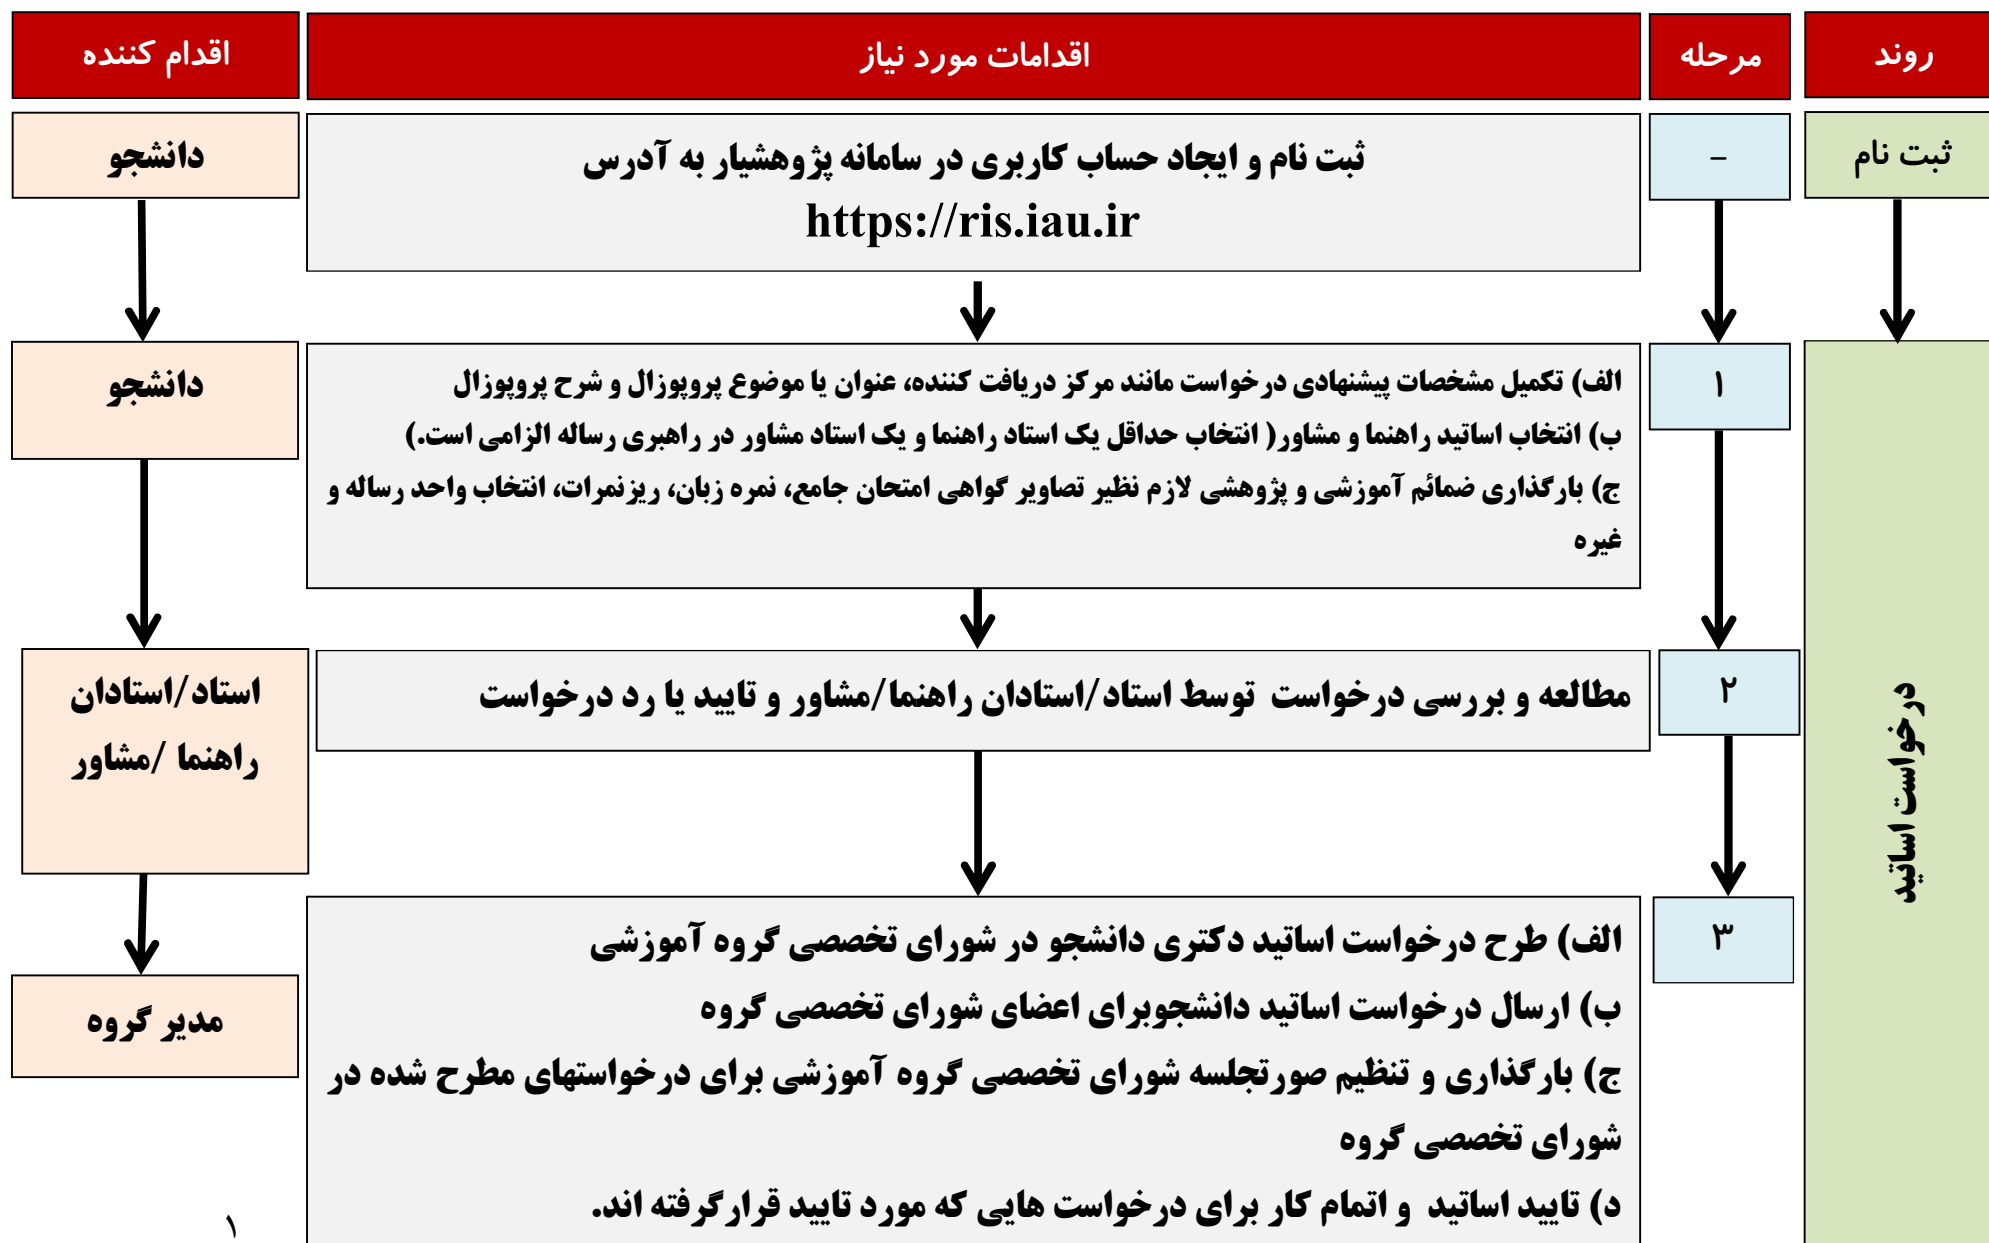 روند
مرحله
اقدامات مورد نیاز
اقدام کننده
ثبت نام
-
ثبت نام و ایجاد حساب کاربری در سامانه پژوهشیار به آدرس
https://ris.iau.ir
دانشجو
درخواست اساتید
۱
الف) تکمیل مشخصات پیشنهادی درخواست مانند مرکز دریافت کننده، عنوان یا موضوع پروپوزال و شرح پروپوزال
ب) انتخاب اساتید راهنما و مشاور( انتخاب حداقل یک استاد راهنما و یک استاد مشاور در راهبری رساله الزامی است.)
ج) بارگذاری ضمائم آموزشی و پژوهشی لازم نظیر تصاویر گواهی امتحان جامع، نمره زبان، ریزنمرات، انتخاب واحد رساله و
غیره
دانشجو
۲
مطالعه و بررسی درخواست توسط استاد/استادان راهنما/مشاور و تایید یا رد درخواست
استاد/استادان
راهنما /مشاور
۳
الف) طرح درخواست اساتید دکتری دانشجو در شورای تخصصی گروه آموزشی
ب) ارسال درخواست اساتید دانشجوبرای اعضای شورای تخصصی گروه
ج) بارگذاری و تنظیم صورتجلسه شورای تخصصی گروه آموزشی برای درخواستهای مطرح شده در
شورای تخصصی گروه
د) تایید اساتید و اتمام کار برای درخواست هایی که مورد تایید قرارگرفته اند.
مدیر گروه
۱